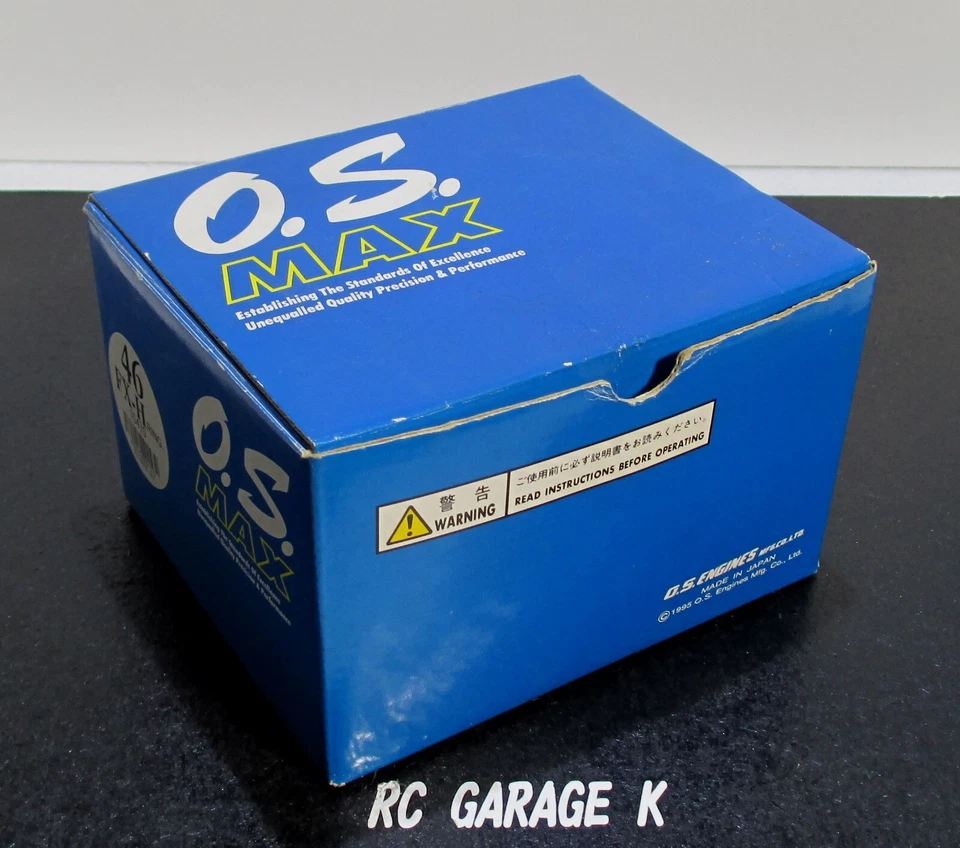 O.S.
MAX
Establishing The Standards Of Excellence
Unequalled Quality Precision & Performance
46
FX-H
O.S.
MAX
警告
WARNING
ご使用前に必ず説明書をお読みください。
READ INSTRUCTIONS BEFORE OPERATING
O.S. ENGINES MFG.CO.LTD.
MADE IN JAPAN
©1995 O.S. Engines Mfg. Co., Ltd.
RC GARAGE K